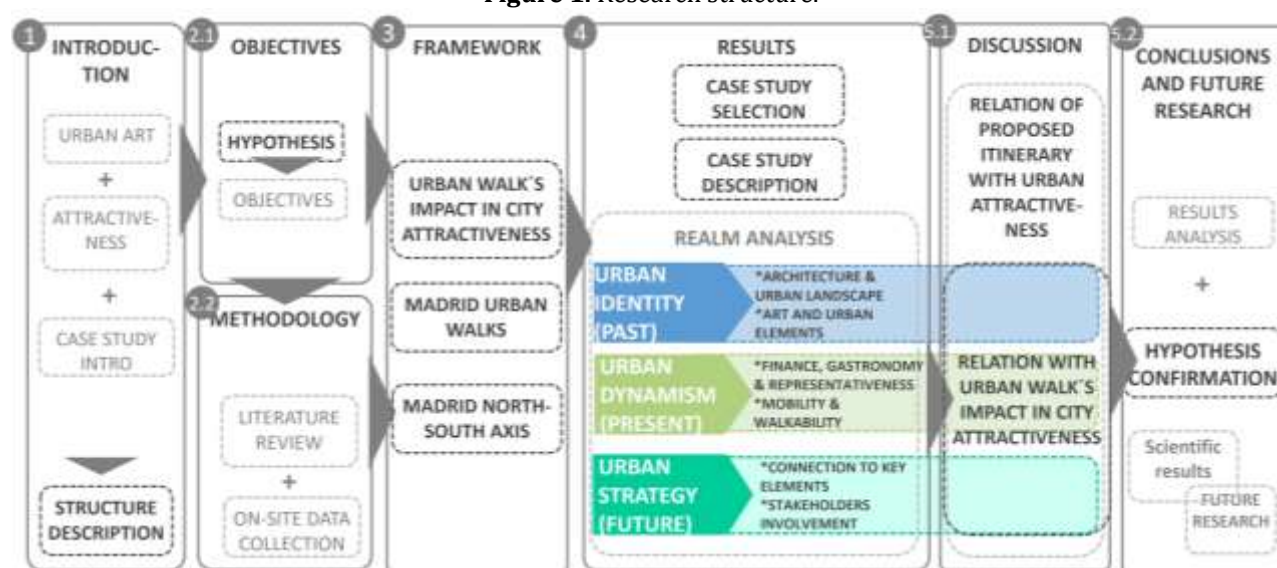 Figure 1. Research structure.
1
INTRODUC-
TION
URBAN ART
+
ATTRACTIVE-
NESS
+
CASE STUDY
INTRO
STRUCTURE
DESCRIPTION
2.1
OBJECTIVES
HYPOTHESIS
OBJECTIVES
2.2
METHODOLOGY
LITERATURE
REVIEW
+
ON-SITE DATA
COLLECTION
3
FRAMEWORK
URBAN WALK´S
IMPACT IN CITY
ATTRACTIVENESS
MADRID URBAN
WALKS
MADRID NORTH-
SOUTH AXIS
4
RESULTS
CASE STUDY
SELECTION
CASE STUDY
DESCRIPTION
REALM ANALYSIS
URBAN
IDENTITY
(PAST)
*ARCHITECTURE &
URBAN LANDSCAPE
*ART AND URBAN
ELEMENTS
URBAN
DYNAMISM
(PRESENT)
*FINANCE, GASTRONOMY
& REPRESENTATIVENESS
*MOBILITY &
WALKABILITY
URBAN
STRATEGY
(FUTURE)
*CONNECTION TO KEY
ELEMENTS
*STAKEHOLDERS
INVOLVEMENT
5.1
DISCUSSION
RELATION OF
PROPOSED
ITINERARY
WITH URBAN
ATTRACTIVE-
NESS
RELATION WITH
URBAN WALK´S
IMPACT IN CITY
ATTRACTIVENESS
5.2.
CONCLUSIONS
AND FUTURE
RESEARCH
RESULTS
ANALYSIS
+
HYPOTHESIS
CONFIRMATION
Scientific
results
FUTURE
RESEARCH